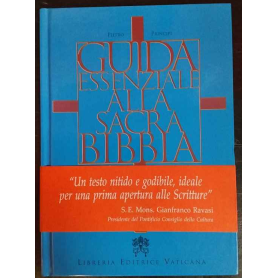 GUIDA
ESSENZIALE
ALLA
SACRA
BIBBIA
"Un testo nitido e godibile, ideale
per una prima apertura alle Scritture"
S.E. Mons. Gianfranco Ravasi
Presidente del Pontificio Consiglio della Cultura
LIBRERIA EDITRICE VATICANA